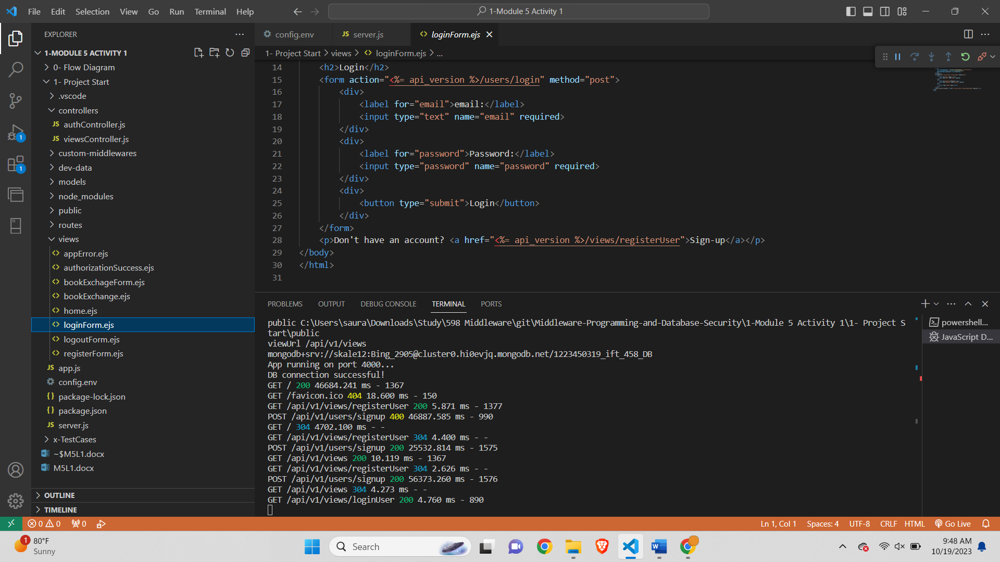 File Edit Selection View Go Run Terminal Help
1-Module 5 Activity 1
EXPLORER
1-MODULE 5 ACTIVITY 1
0- Flow Diagram
1- Project Start
.vscode
controllers
JS authController.js
JS viewsController.js
custom-middlewares
dev-data
models
node_modules
public
routes
views
<> appError.ejs
<> authorizationSuccess.ejs
<> bookExchageForm.ejs
<> bookExchange.ejs
<> home.ejs
<> loginForm.ejs
<> logoutForm.ejs
<> registerForm.ejs
JS app.js
config.env
{} package-lock.json
{} package.json
JS server.js
x-TestCases
~$M5L1.docx
M5L1.docx
OUTLINE
TIMELINE
1
1
config.env JS server.js <> loginForm.ejs
1- Project Start > views > <> loginForm.ejs > ...
14 <h2>Login</h2>
15 <form action="<%= api_version %>/users/login" method="post">
16 <div>
17 <label for="email">email:</label>
18 <input type="text" name="email" required>
19 </div>
20 <div>
21 <label for="password">Password:</label>
22 <input type="password" name="password" required>
23 </div>
24 <div>
25 <button type="submit">Login</button>
26 </div>
27 </form>
28 <p>Don't have an account? <a href="<%= api_version %>/views/registerUser">Sign-up</a></p>
29 </body>
30 </html>
31
PROBLEMS OUTPUT DEBUG CONSOLE TERMINAL PORTS
public C:\Users\saura\Downloads\Study\598 Middleware\git\Middleware-Programming-and-Database-Security\1-Module 5 Activity 1\1- Project S
tart\public
viewUrl /api/v1/views
mongodb+srv://skale12:Bing_2905@cluster0.hi0evjq.mongodb.net/1223450319_ift_458_DB
App running on port 4000...
DB connection successful!
GET / 200 46684.241 ms - 1367
GET /favicon.ico 404 18.600 ms - 150
GET /api/v1/views/registerUser 200 5.871 ms - 1377
POST /api/v1/users/signup 400 46887.585 ms - 990
GET / 304 4702.100 ms - -
GET /api/v1/views/registerUser 304 4.400 ms - -
POST /api/v1/users/signup 200 25532.814 ms - 1575
GET /api/v1/views 200 10.119 ms - 1367
GET /api/v1/views/registerUser 304 2.626 ms - -
POST /api/v1/users/signup 200 56373.260 ms - 1576
GET /api/v1/views 304 4.273 ms - -
GET /api/v1/views/loginUser 200 4.760 ms - 890
powershell...
JavaScript D...
0 0 0
Ln 1, Col 1 Spaces: 4 UTF-8 CRLF HTML Go Live
1
80°F
Sunny
Search
9:48 AM
10/19/2023